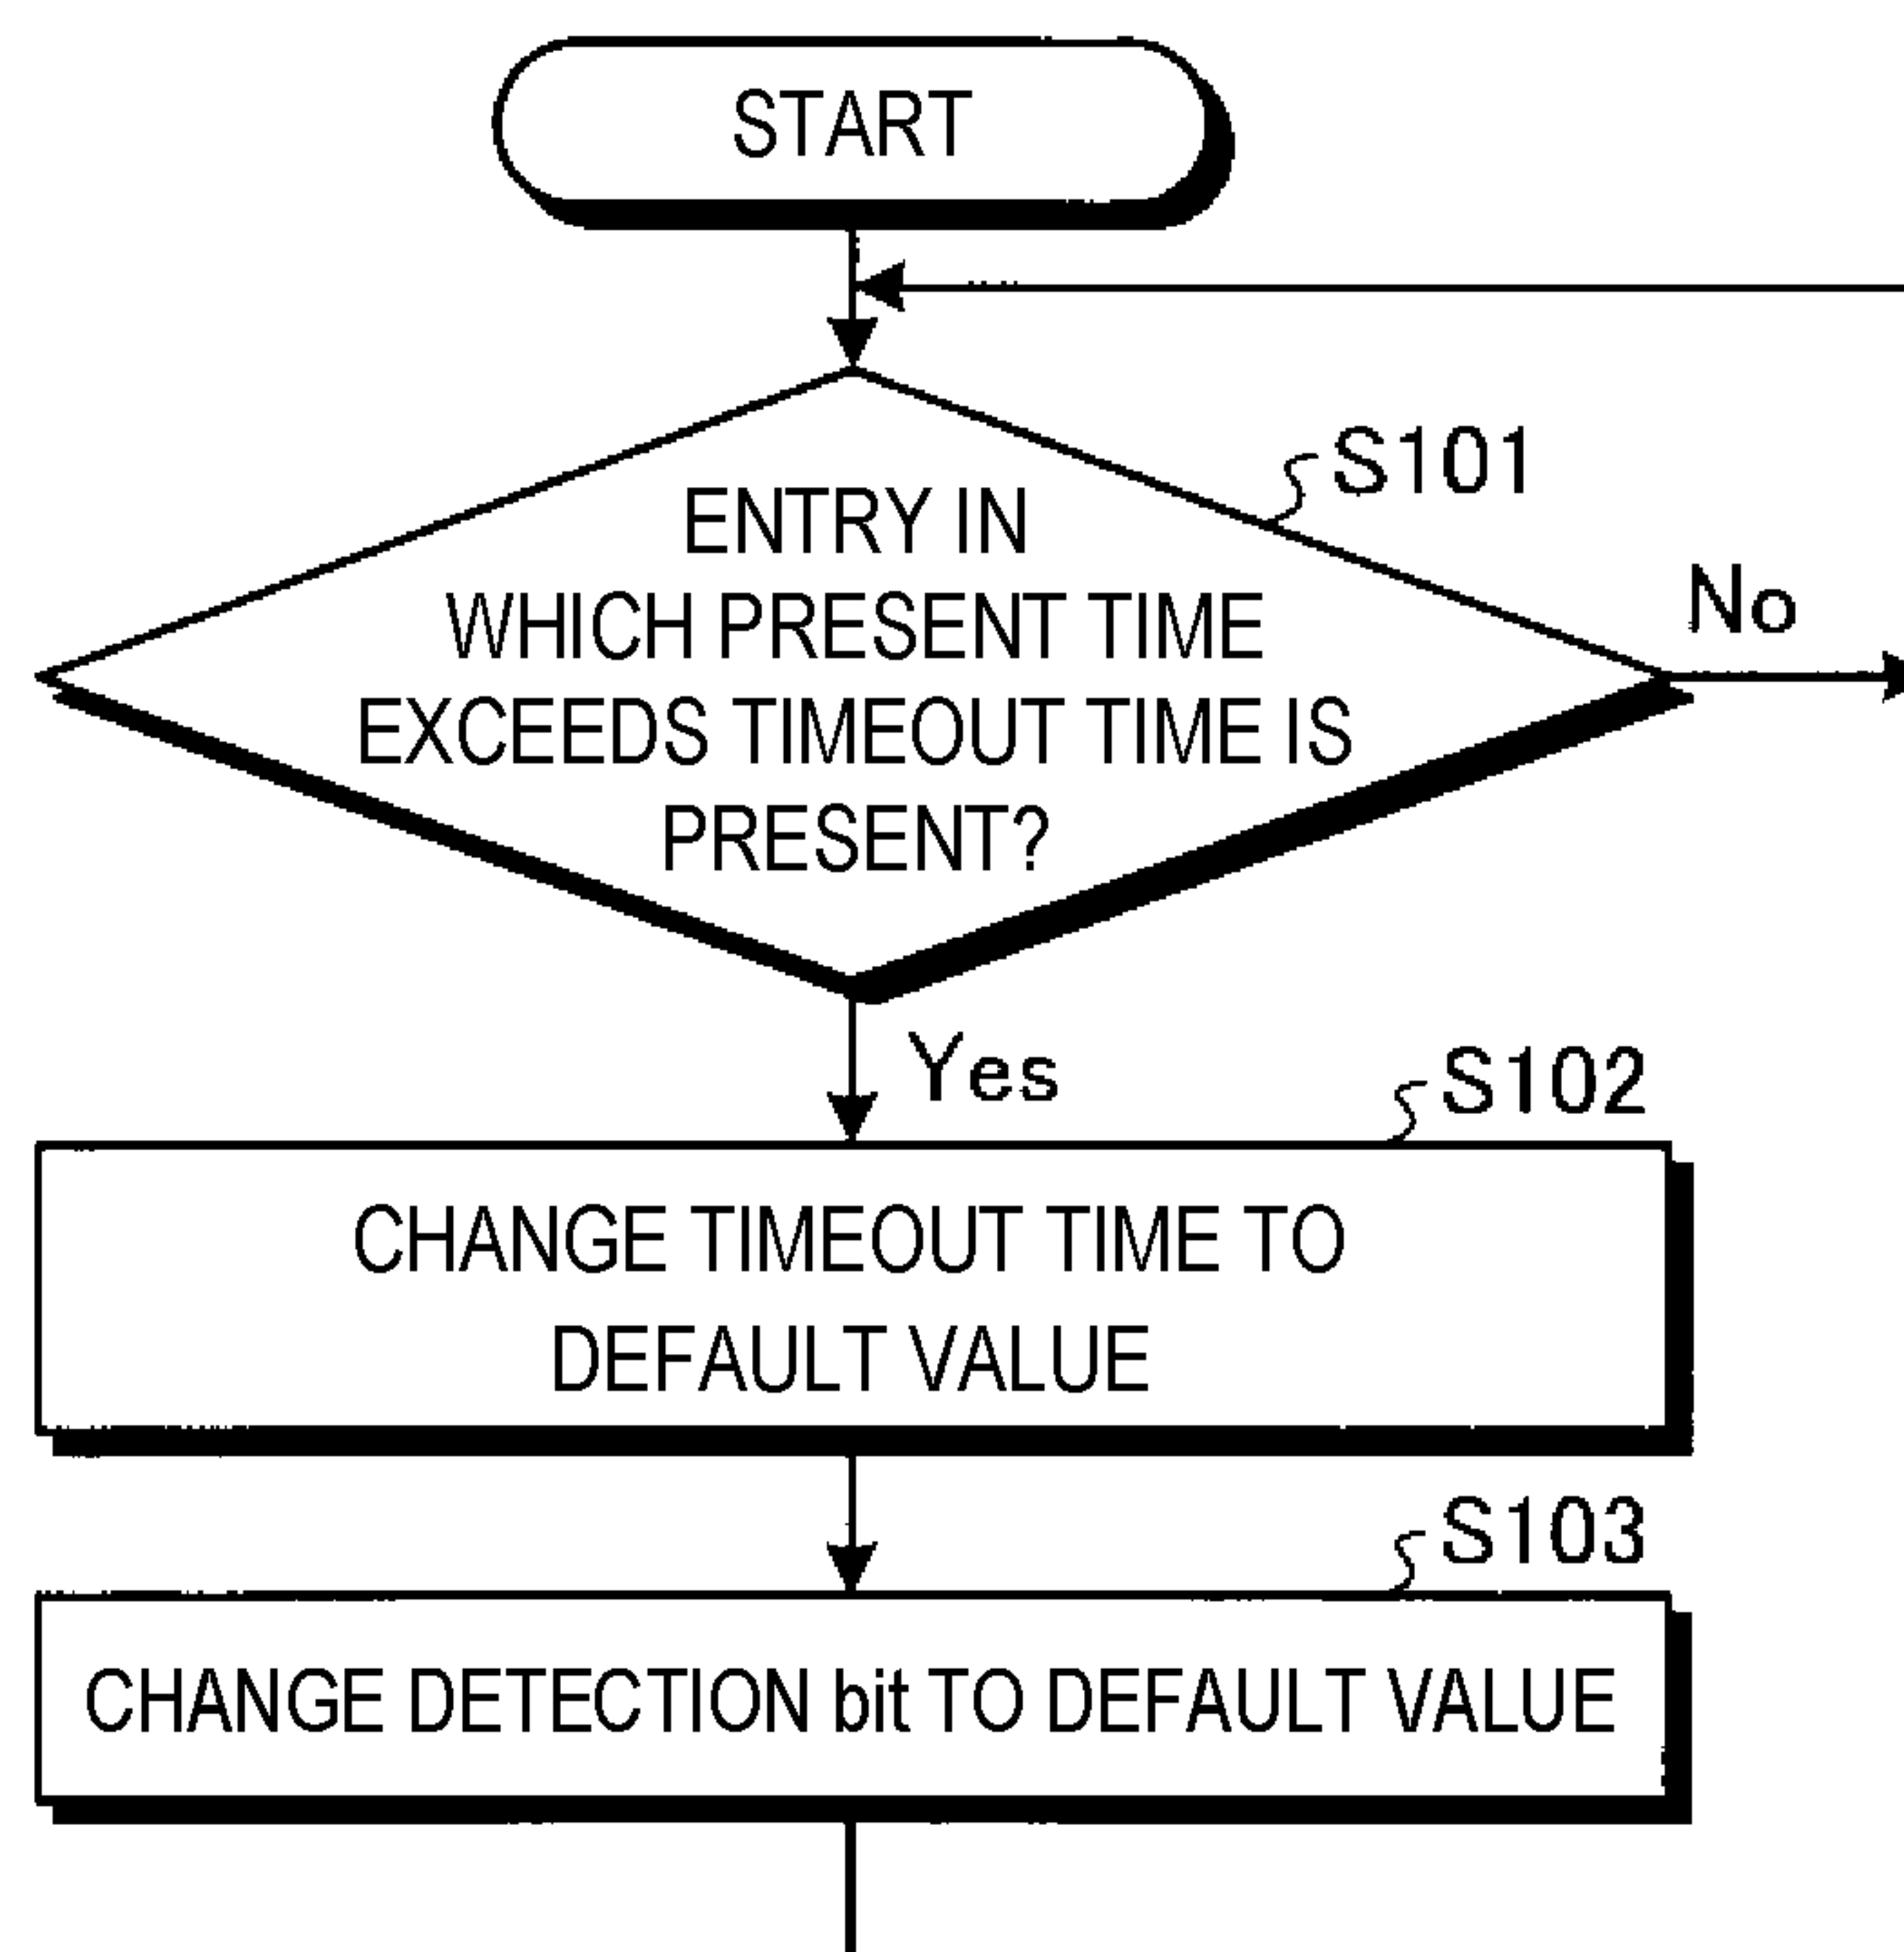 START
S101
ENTRY IN
WHICH PRESENT TIME
EXCEEDS TIMEOUT TIME IS
PRESENT?
No
Yes
S102
CHANGE TIMEOUT TIME TO
DEFAULT VALUE
S103
CHANGE DETECTION bit TO DEFAULT VALUE